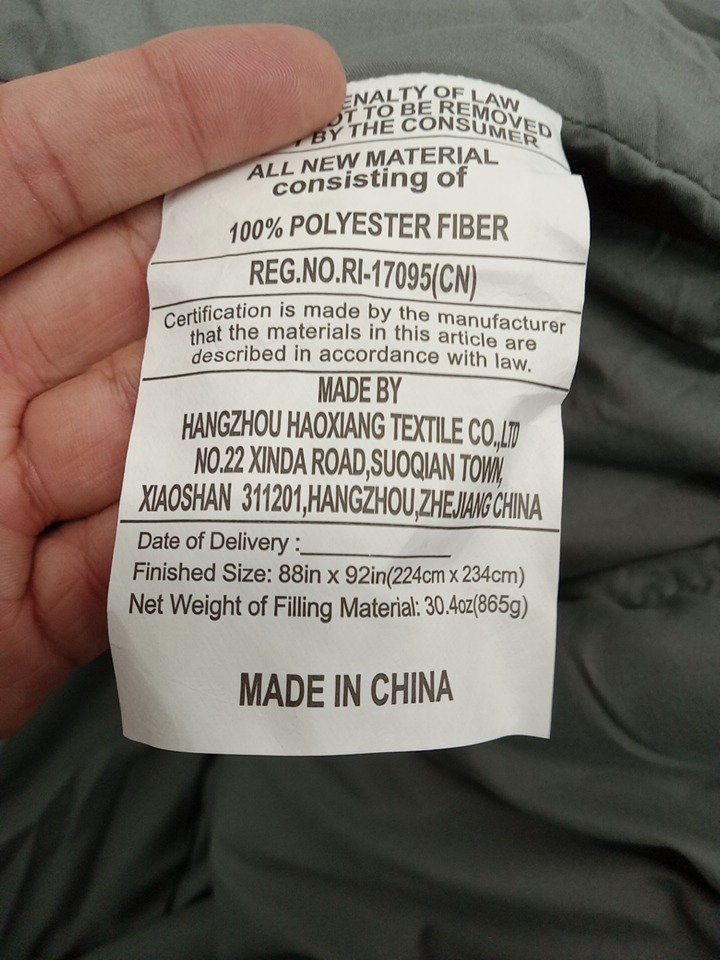 ENALTY OF LAW
OT TO BE REMOVED
BY THE CONSUMER
ALL NEW MATERIAL
consisting of
100% POLYESTER FIBER
REG.NO.RI-17095(CN)
Certification is made by the manufacturer
that the materials in this article are
described in accordance with law.
MADE BY
HANGZHOU HAOXIANG TEXTILE CO.,LTD
NO.22 XINDA ROAD,SUOQIAN TOWN,
XIAOSHAN 311201,HANGZHOU,ZHEJIANG CHINA
Date of Delivery :
Finished Size: 88in x 92in(224cm x 234cm)
Net Weight of Filling Material: 30.4oz(865g)
MADE IN CHINA